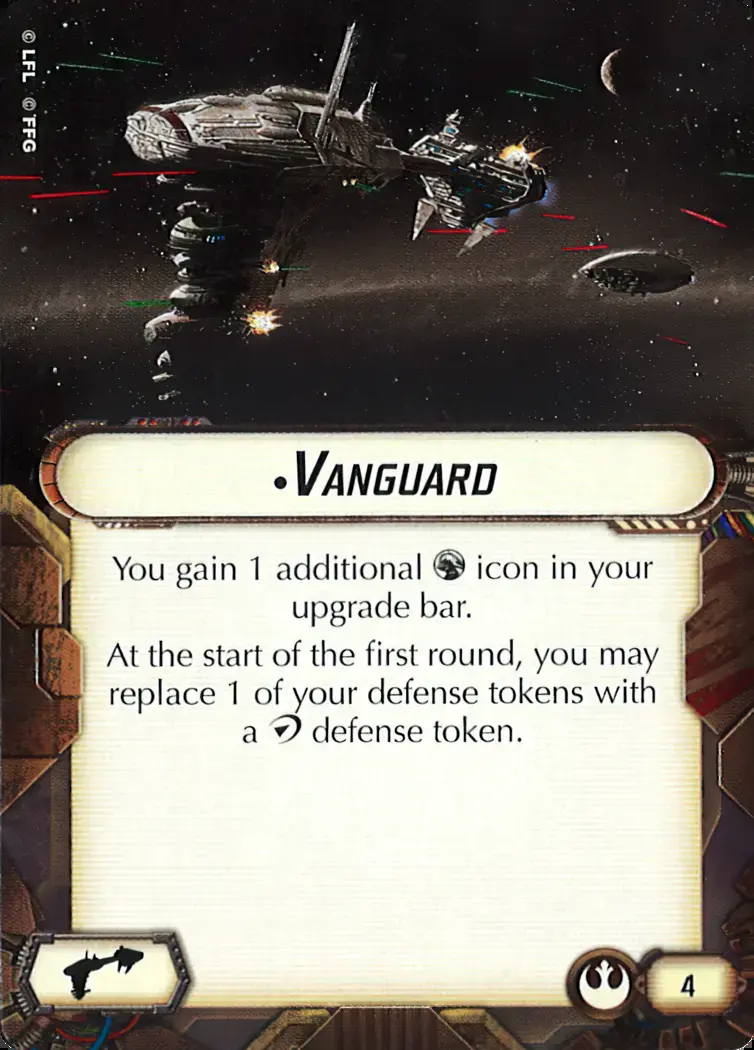 © LFL © FFG
•VANGUARD
You gain 1 additional icon in your
upgrade bar.
At the start of the first round, you may
replace 1 of your defense tokens with
a defense token.
4